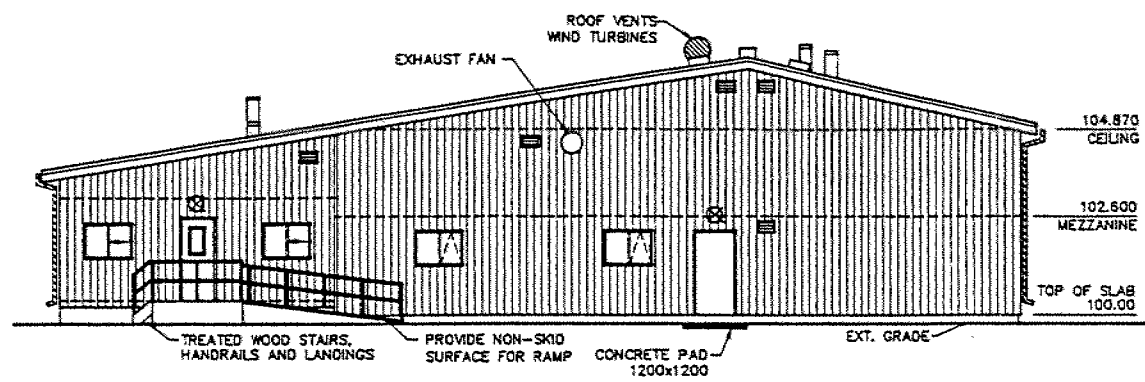 ROOF VENTS
WIND TURBINES
EXHAUST FAN
104.870
CEILING
102.600
MEZZANINE
TOP OF SLAB
100.00
TREATED WOOD STAIRS,
HANDRAILS AND LANDINGS
PROVIDE NON-SKID
SURFACE FOR RAMP
CONCRETE PAD
1200x1200
EXT. GRADE